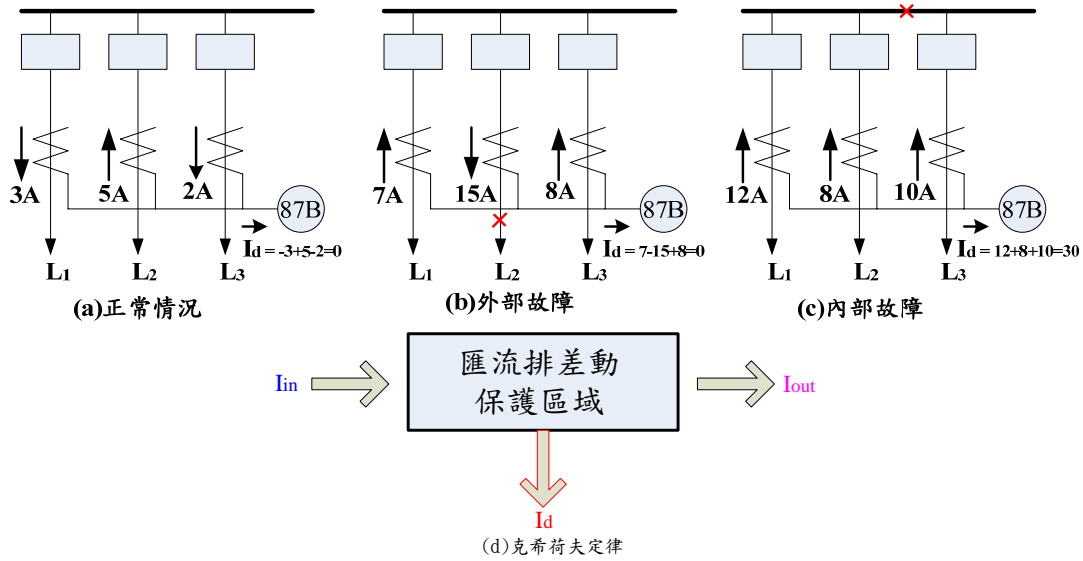 3A
5A
2A
87B
Id = -3+5-2=0
L1
L2
L3
(a)正常情況
7A
15A
8A
87B
Id = 7-15+8=0
L1
L2
L3
(b)外部故障
12A
8A
10A
87B
Id = 12+8+10=30
L1
L2
L3
(c)內部故障
Iin
匯流排差動
保護區域
Iout
Id
(d)克希荷夫定律